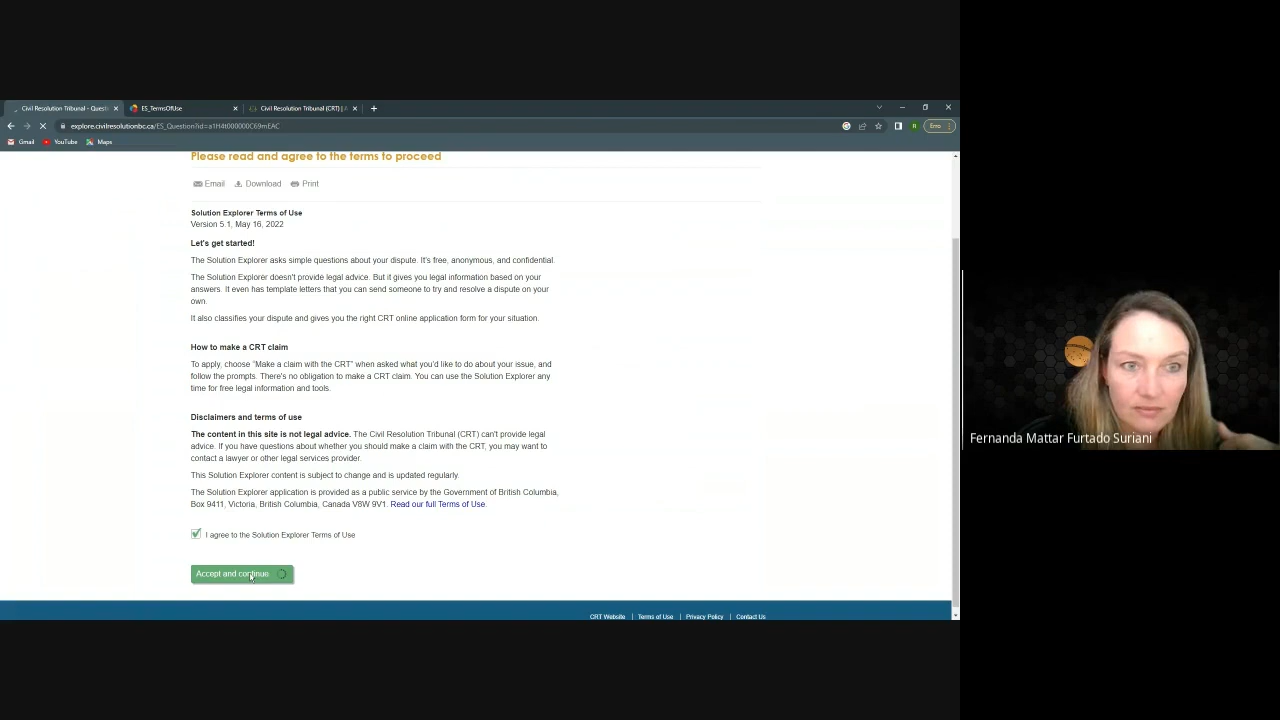 Civil Resolution Tribunal - Questi
ES_TermsOfUse
Civil Resolution Tribunal (CRT) | A
explore.civilresolutionbc.ca/ES_Question?id=a1H4t000000C69mEAC
Erro
Gmail
YouTube
Maps
Please read and agree to the terms to proceed
Email
Download
Print
Solution Explorer Terms of Use
Version 5.1, May 16, 2022
Let's get started!
The Solution Explorer asks simple questions about your dispute. It's free, anonymous, and confidential.
The Solution Explorer doesn't provide legal advice. But it gives you legal information based on your
answers. It even has template letters that you can send someone to try and resolve a dispute on your
own.
It also classifies your dispute and gives you the right CRT online application form for your situation.
How to make a CRT claim
To apply, choose "Make a claim with the CRT" when asked what you'd like to do about your issue, and
follow the prompts. There's no obligation to make a CRT claim. You can use the Solution Explorer any
time for free legal information and tools.
Disclaimers and terms of use
The content in this site is not legal advice. The Civil Resolution Tribunal (CRT) can't provide legal
advice. If you have questions about whether you should make a claim with the CRT, you may want to
contact a lawyer or other legal services provider.
This Solution Explorer content is subject to change and is updated regularly.
The Solution Explorer application is provided as a public service by the Government of British Columbia,
Box 9411, Victoria, British Columbia, Canada V8W 9V1. Read our full Terms of Use.
I agree to the Solution Explorer Terms of Use
Accept and continue
CRT Website | Terms of Use | Privacy Policy | Contact Us
Fernanda Mattar Furtado Suriani